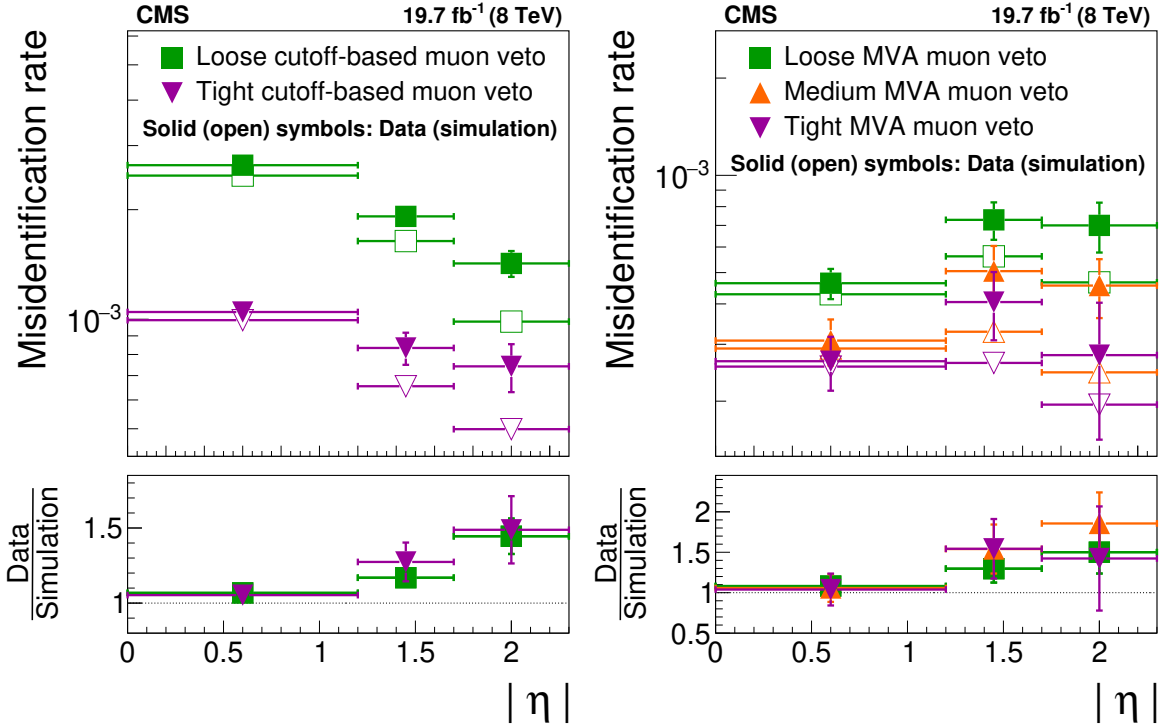 CMS 19.7 fb⁻¹ (8 TeV)
Misidentification rate
Loose cutoff-based muon veto
Tight cutoff-based muon veto
Solid (open) symbols: Data (simulation)
10⁻³
Data
Simulation
1.5
1
0 0.5 1 1.5 2
| η |
CMS 19.7 fb⁻¹ (8 TeV)
Misidentification rate
Loose MVA muon veto
Medium MVA muon veto
Tight MVA muon veto
Solid (open) symbols: Data (simulation)
10⁻³
Data
Simulation
2
1.5
1
0.5
0 0.5 1 1.5 2
| η |